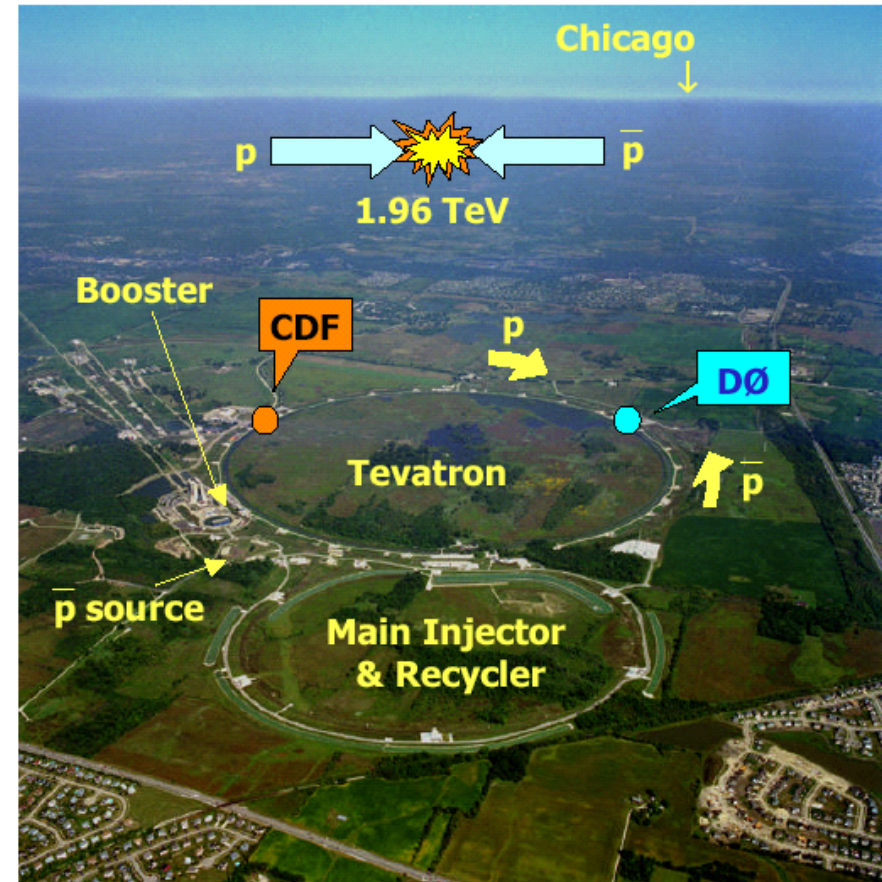 Chicago
↓
p
p̅
1.96 TeV
Booster
CDF
p
DØ
Tevatron
p̅
p̅ source
Main Injector
& Recycler